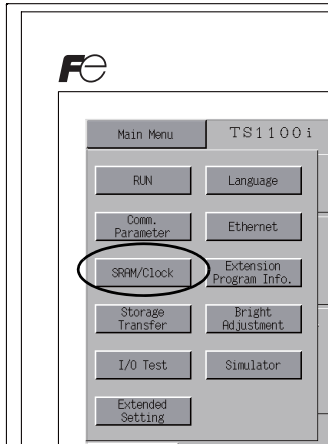 Fe
Main Menu
TS1100i
RUN
Language
Comm.
Parameter
Ethernet
SRAM/Clock
Extension
Program Info.
Storage
Transfer
Bright
Adjustment
I/O Test
Simulator
Extended
Setting